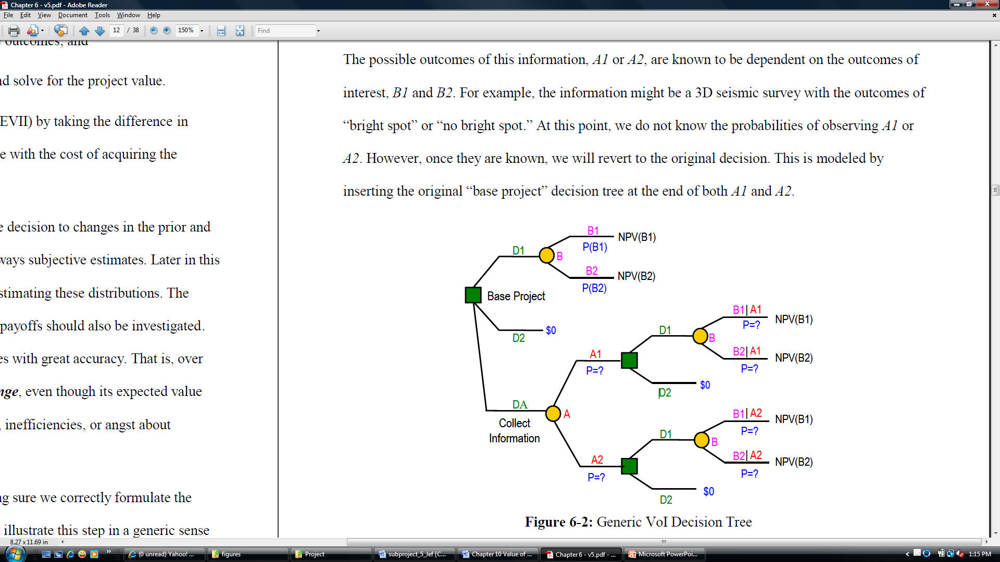 Chapter 6 - v5.pdf - Adobe Reader
File Edit View Document Tools Window Help
12 / 38 150% Find
outcomes, and
nd solve for the project value.
EVII) by taking the difference in
e with the cost of acquiring the
e decision to changes in the prior and
ways subjective estimates. Later in this
stimating these distributions. The
payoffs should also be investigated.
es with great accuracy. That is, over
nge, even though its expected value
, inefficiencies, or angst about
ng sure we correctly formulate the
illustrate this step in a generic sense
The possible outcomes of this information, A1 or A2, are known to be dependent on the outcomes of
interest, B1 and B2. For example, the information might be a 3D seismic survey with the outcomes of
“bright spot” or “no bright spot.” At this point, we do not know the probabilities of observing A1 or
A2. However, once they are known, we will revert to the original decision. This is modeled by
inserting the original “base project” decision tree at the end of both A1 and A2.
B1
NPV(B1)
P(B1)
D1
B
B2
NPV(B2)
P(B2)
Base Project
D2
$0
B1| A1
NPV(B1)
P=?
D1
B
B2| A1
NPV(B2)
P=?
A1
P=?
D2
$0
DA
A
Collect
Information
B1| A2
NPV(B1)
P=?
D1
B
B2| A2
NPV(B2)
P=?
A2
P=?
D2
$0
Figure 6-2: Generic VoI Decision Tree
8.27 x 11.69 in
(0 unread) Yahoo! ... figures Project subproject_5_Jef [C... Chapter 10 Value of ... Chapter 6 - v5.pdf - ... Microsoft PowerPoi... 1:15 PM